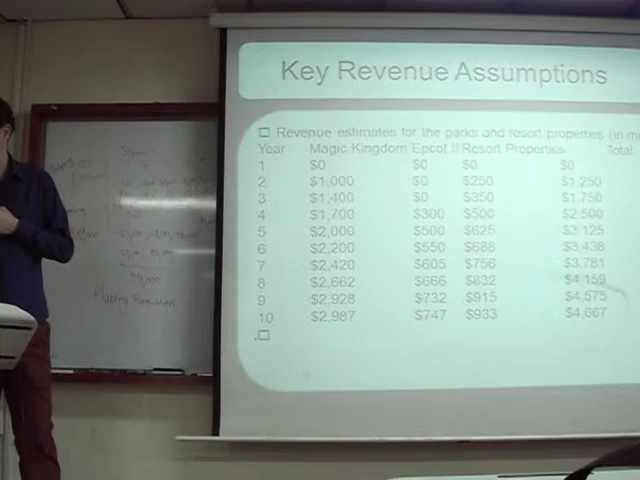 Key Revenue Assumptions
Revenue estimates for the parks and resort properties (in m
Year Magic Kingdom Epcot II Resort Properties Total
1 $0 $0 $0 $0
2 $1,000 $0 $250 $1,250
3 $1,400 $0 $350 $1,750
4 $1,700 $300 $500 $2,500
5 $2,000 $500 $625 $3 125
6 $2,200 $550 $688 $3,438
7 $2,420 $605 $756 $3,781
8 $2,662 $666 $832 $4,159
9 $2,928 $732 $915 $4,575
10 $2,987 $747 $933 $4,667